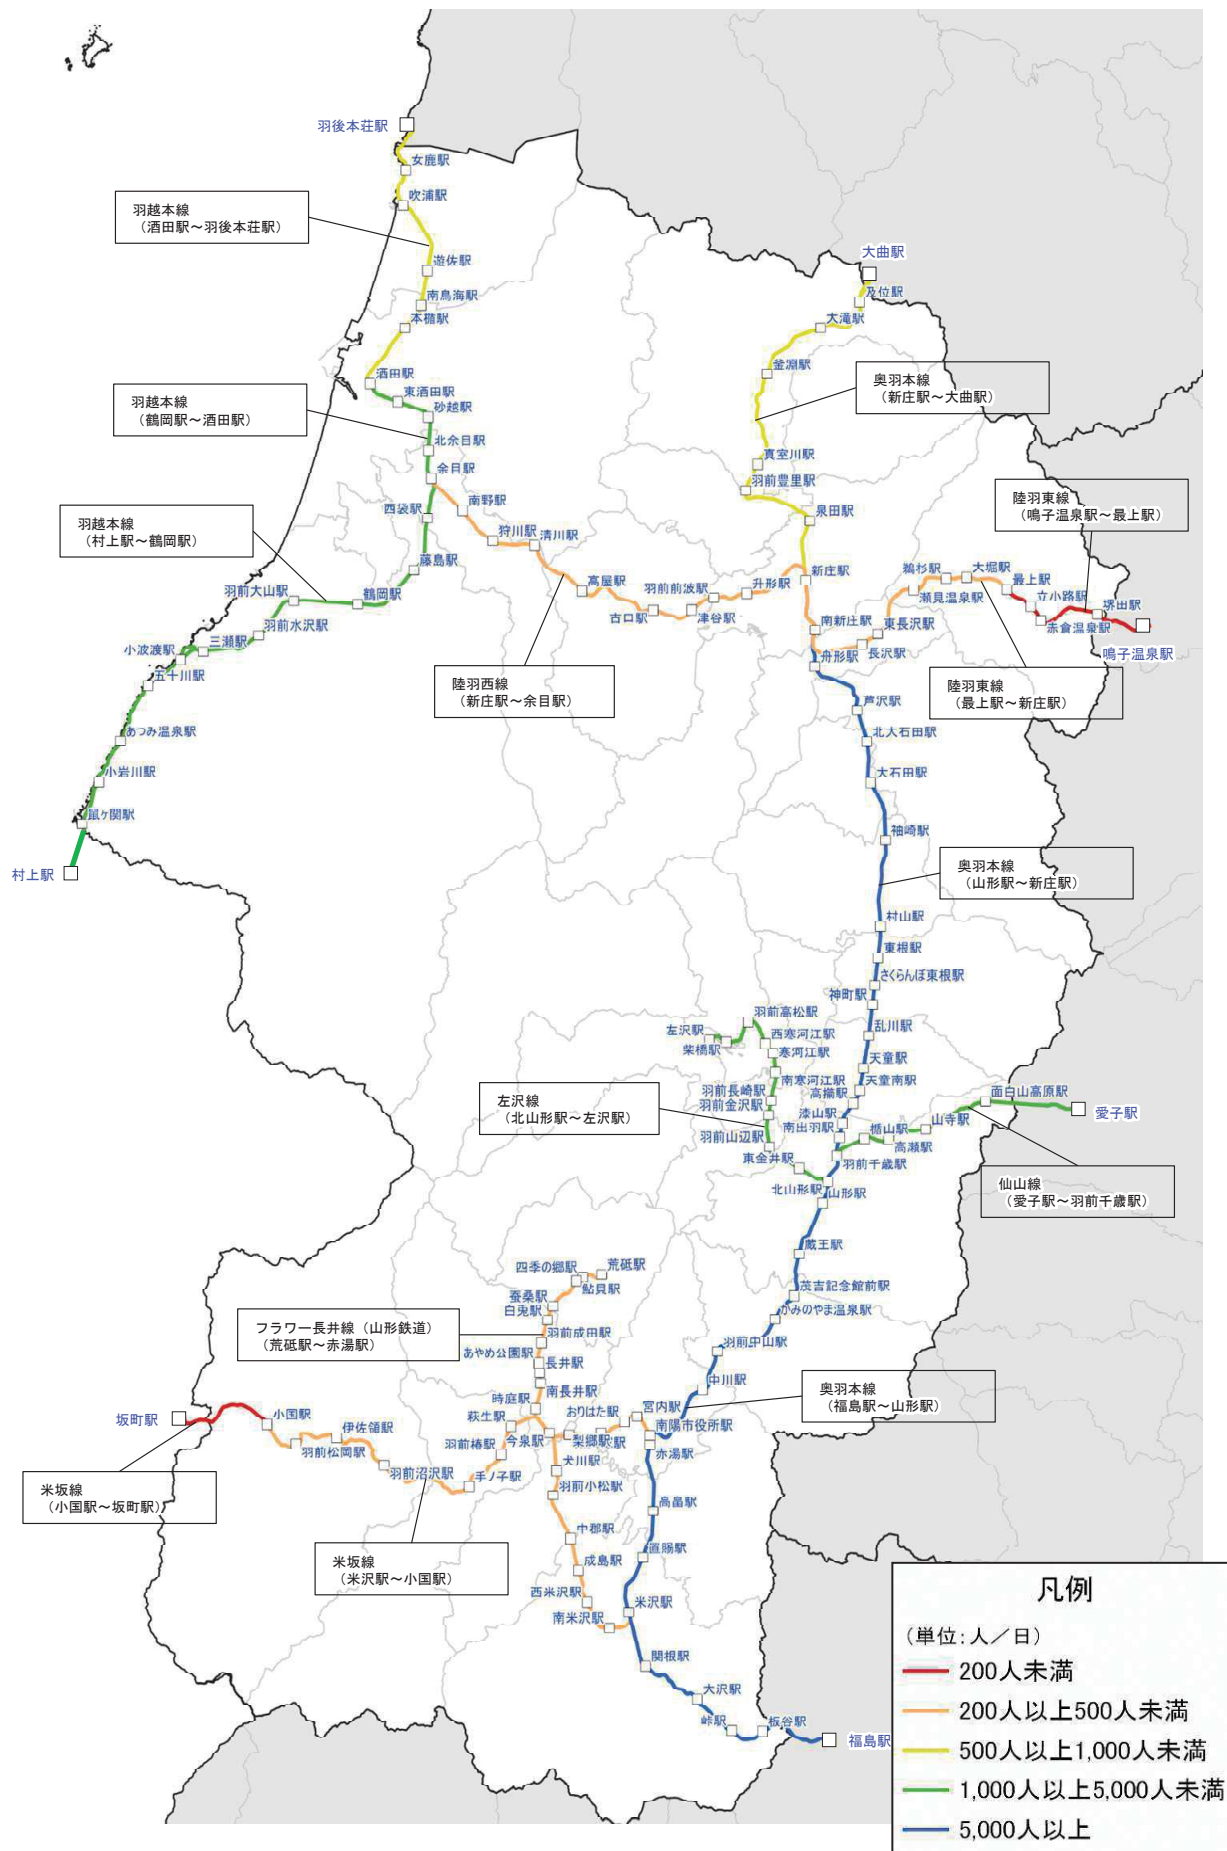 羽後本荘駅
女鹿駅
吹浦駅
羽越本線
（酒田駅～羽後本荘駅）
遊佐駅
南鳥海駅
本楯駅
大曲駅
及位駅
大滝駅
釜淵駅
奥羽本線
（新庄駅～大曲駅）
酒田駅
東酒田駅
砂越駅
羽越本線
（鶴岡駅～酒田駅）
北余目駅
余目駅
真室川駅
羽前豊里駅
泉田駅
陸羽東線
（鳴子温泉駅～最上駅）
南野駅
西袋駅
狩川駅
清川駅
羽越本線
（村上駅～鶴岡駅）
藤島駅
高屋駅
羽前前波駅
升形駅
新庄駅
鵜杉駅
大堀駅
最上駅
瀬見温泉駅
立小路駅
堺田駅
羽前大山駅
鶴岡駅
古口駅
津谷駅
南新庄駅
東長沢駅
赤倉温泉駅
鳴子温泉駅
羽前水沢駅
三瀬駅
小波渡駅
五十川駅
長沢駅
舟形駅
陸羽西線
（新庄駅～余目駅）
陸羽東線
（最上駅～新庄駅）
芦沢駅
あつみ温泉駅
北大石田駅
小岩川駅
大石田駅
鼠ヶ関駅
袖崎駅
村上駅
奥羽本線
（山形駅～新庄駅）
村山駅
東根駅
さくらんぼ東根駅
神町駅
羽前高松駅
左沢駅
柴橋駅
西寒河江駅
乱川駅
寒河江駅
天童駅
南寒河江駅
天童南駅
羽前長崎駅
高擶駅
面白山高原駅
左沢線
（北山形駅～左沢駅）
羽前金沢駅
漆山駅
愛子駅
南出羽駅
楯山駅
山寺駅
羽前山辺駅
高瀬駅
東金井駅
羽前千歳駅
北山形駅
山形駅
仙山線
（愛子駅～羽前千歳駅）
蔵王駅
四季の郷駅
荒砥駅
鮎貝駅
蚕桑駅
白兎駅
茂吉記念館前駅
かみのやま温泉駅
フラワー長井線（山形鉄道）
（荒砥駅～赤湯駅）
羽前成田駅
あやめ公園駅
長井駅
羽前中山駅
南長井駅
中川駅
奥羽本線
（福島駅～山形駅）
時庭駅
宮内駅
おりはた駅
坂町駅
小国駅
伊佐領駅
萩生駅
南陽市役所駅
羽前松岡駅
羽前椿駅
今泉駅
梨郷駅
赤湯駅
羽前沼沢駅
手ノ子駅
犬川駅
米坂線
（小国駅～坂町駅）
羽前小松駅
高畠駅
中郡駅
置賜駅
米坂線
（米沢駅～小国駅）
成島駅
西米沢駅
南米沢駅
米沢駅
関根駅
大沢駅
峠駅
板谷駅
福島駅
凡例
（単位：人／日）
200人未満
200人以上500人未満
500人以上1,000人未満
1,000人以上5,000人未満
5,000人以上